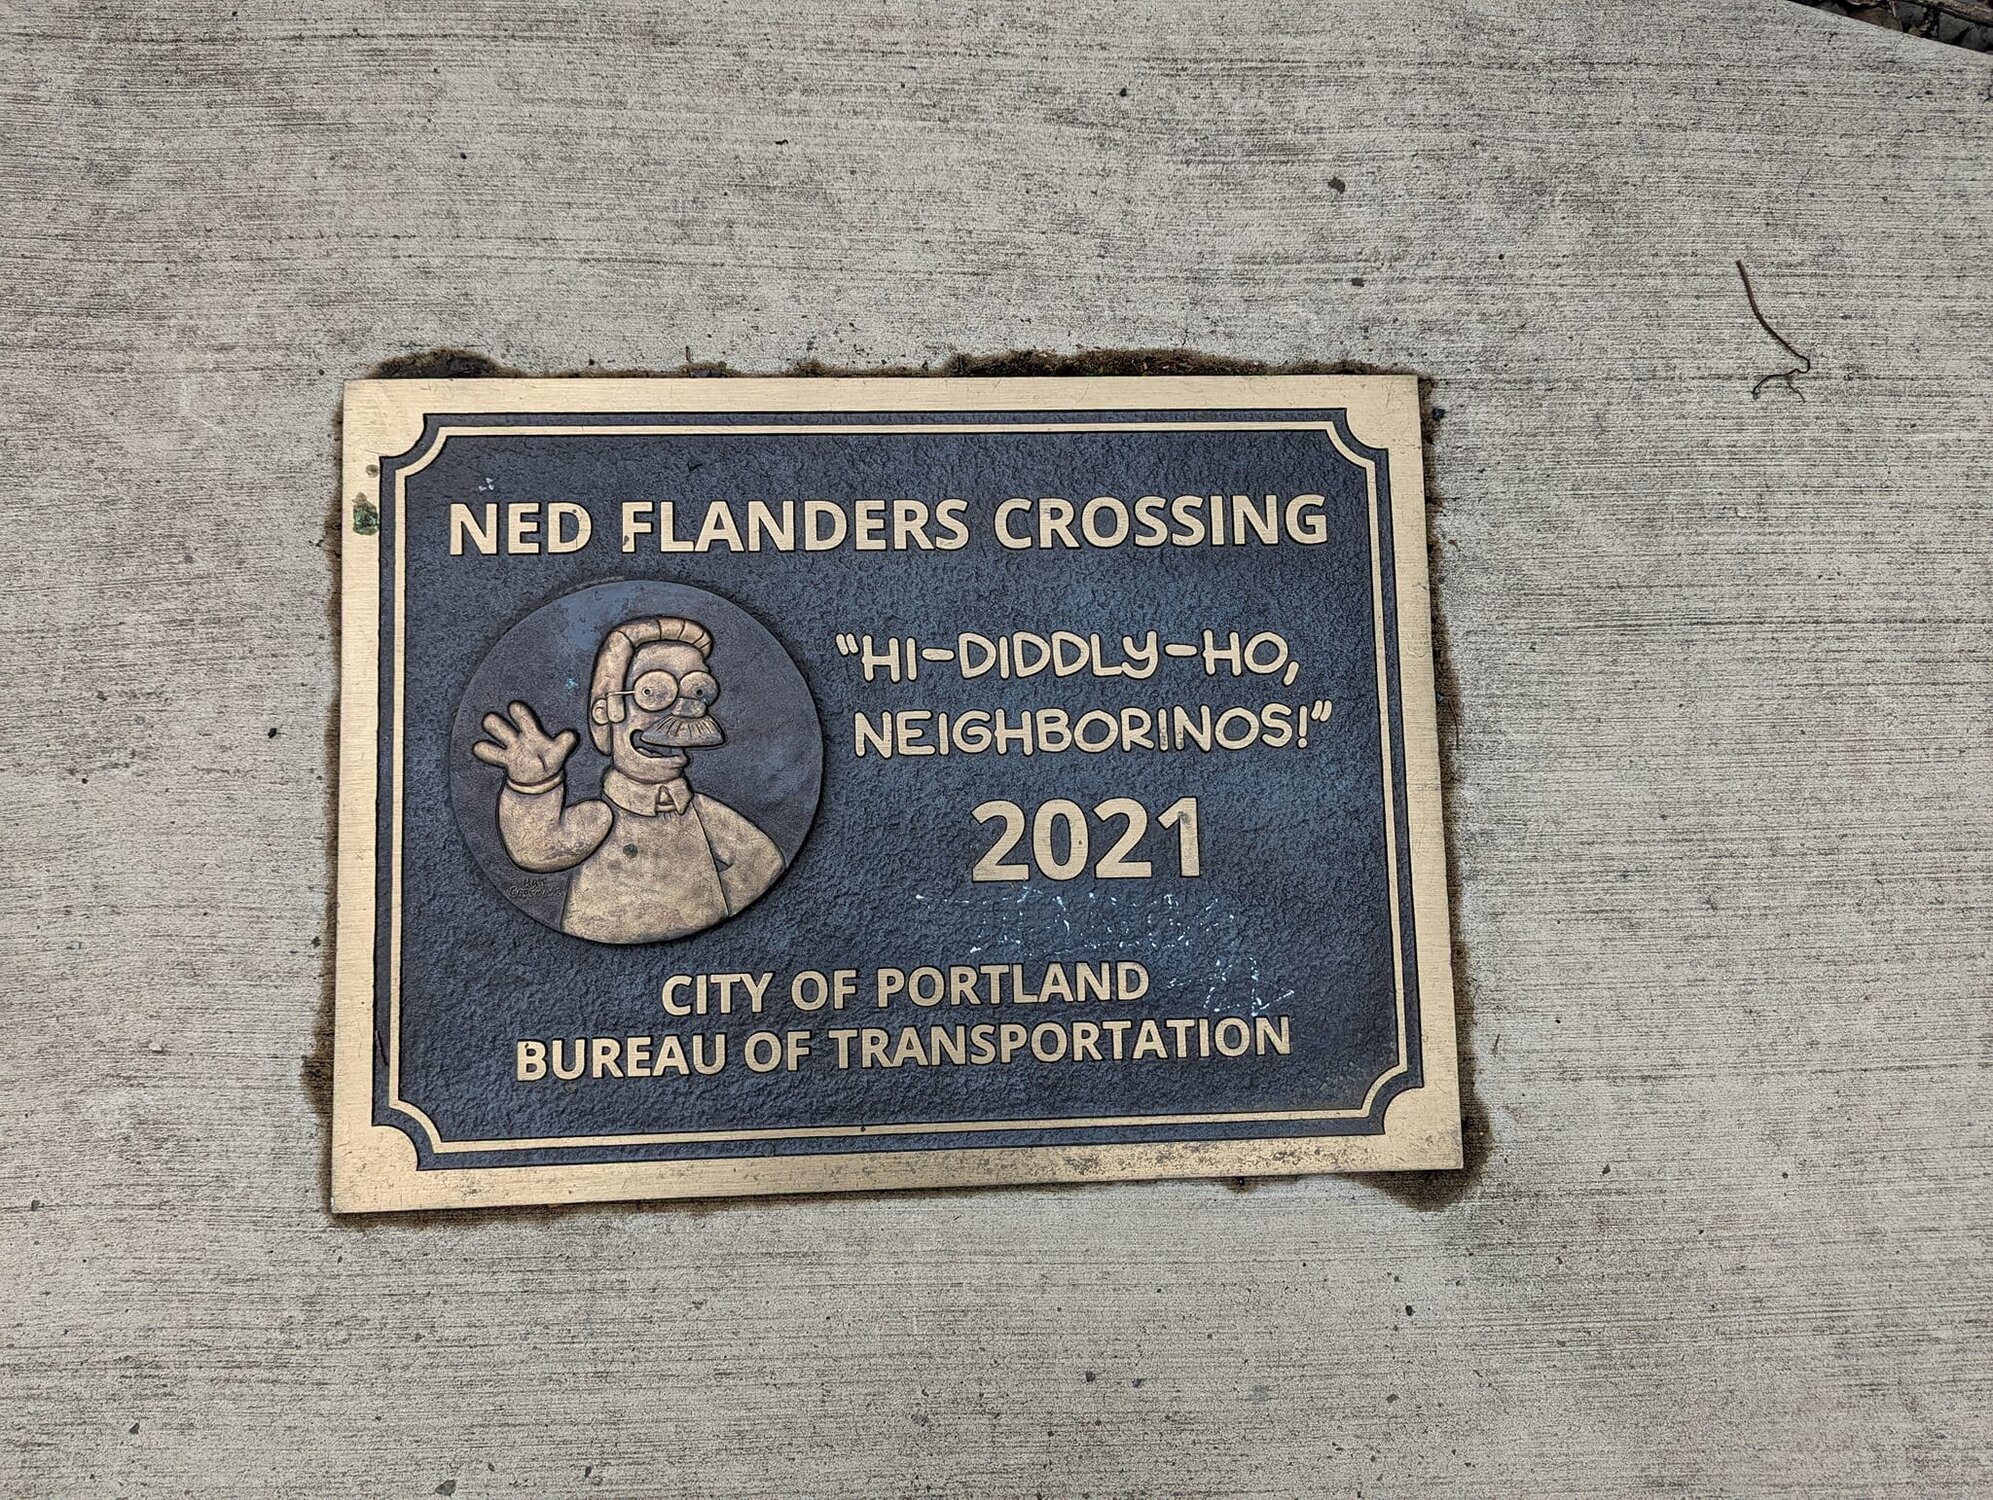 NED FLANDERS CROSSING
"HI-DIDDLY-HO,
NEIGHBORINOS!"
2021
CITY OF PORTLAND
BUREAU OF TRANSPORTATION